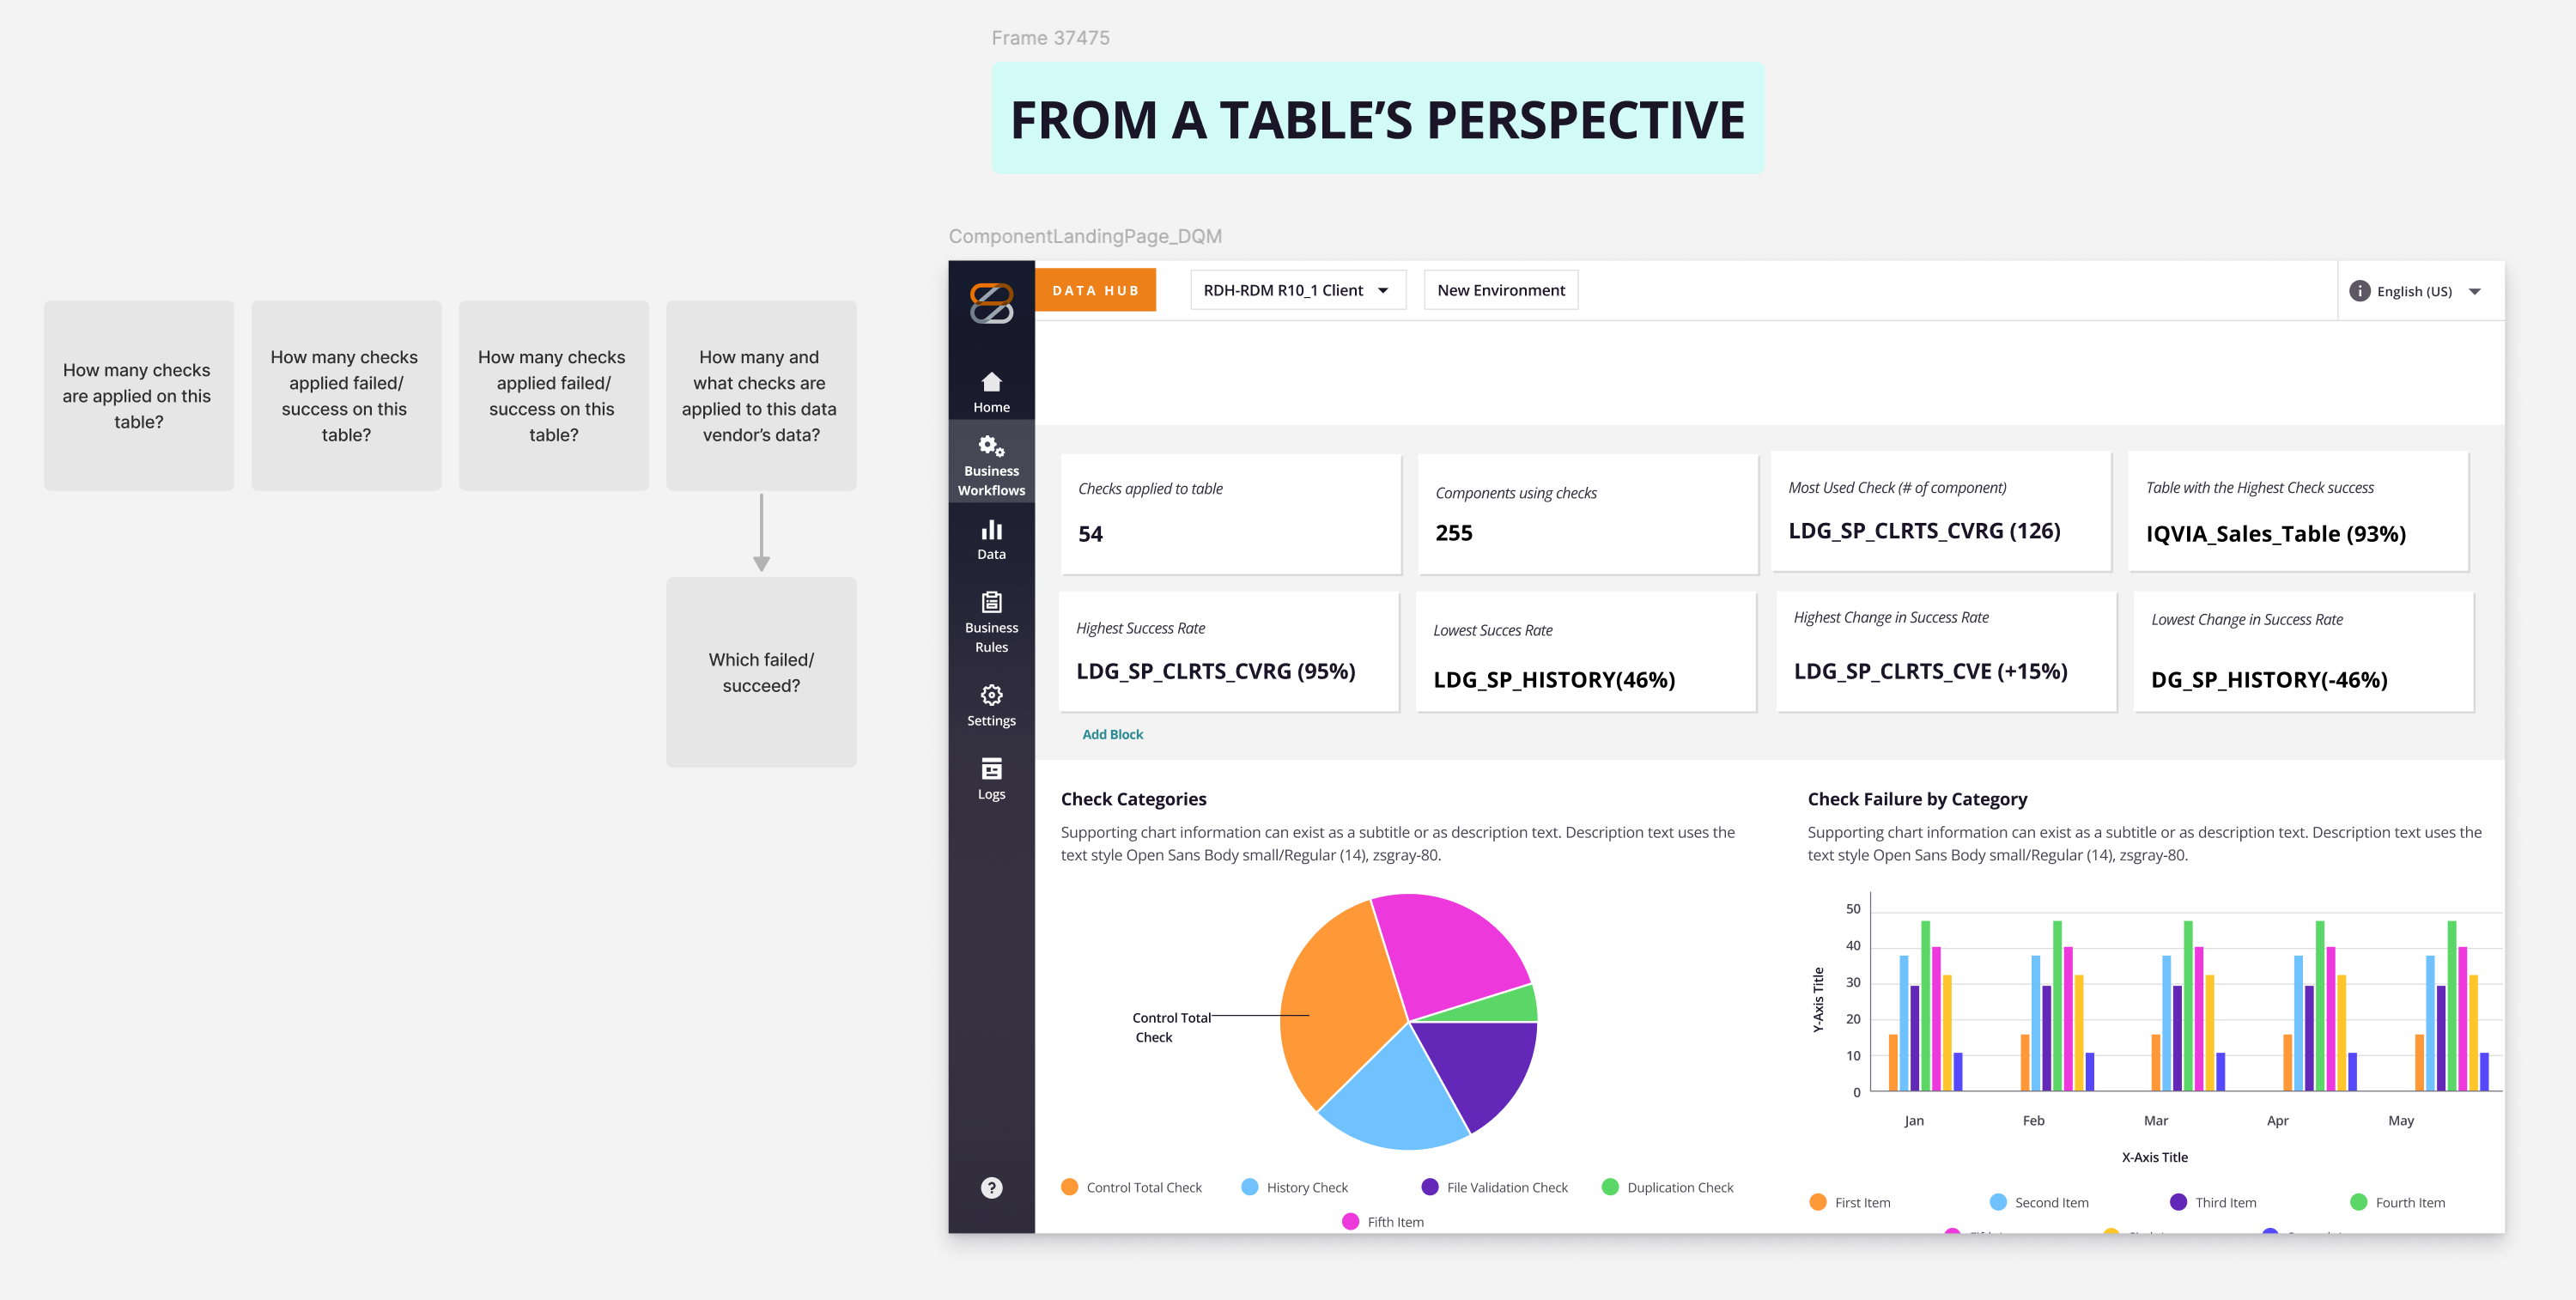 Frame 37475
FROM A TABLE’S PERSPECTIVE
ComponentLandingPage_DQM
How many checks
are applied on this
table?
How many checks
applied failed/
success on this
table?
How many checks
applied failed/
success on this
table?
How many and
what checks are
applied to this data
vendor’s data?
Which failed/
succeed?
DATA HUB
RDH-RDM R10_1 Client
New Environment
English (US)
Home
Business
Workflows
Data
Business
Rules
Settings
Logs
Checks applied to table
54
Components using checks
255
Most Used Check (# of component)
LDG_SP_CLRTS_CVRG (126)
Table with the Highest Check success
IQVIA_Sales_Table (93%)
Highest Success Rate
LDG_SP_CLRTS_CVRG (95%)
Lowest Succes Rate
LDG_SP_HISTORY(46%)
Highest Change in Success Rate
LDG_SP_CLRTS_CVE (+15%)
Lowest Change in Success Rate
DG_SP_HISTORY(-46%)
Add Block
Check Categories
Supporting chart information can exist as a subtitle or as description text. Description text uses the
text style Open Sans Body small/Regular (14), zsgray-80.
Control Total
Check
Control Total Check
History Check
File Validation Check
Duplication Check
Fifth Item
Check Failure by Category
Supporting chart information can exist as a subtitle or as description text. Description text uses the
text style Open Sans Body small/Regular (14), zsgray-80.
Y-Axis Title
50
40
30
20
10
0
Jan
Feb
Mar
Apr
May
X-Axis Title
First Item
Second Item
Third Item
Fourth Item